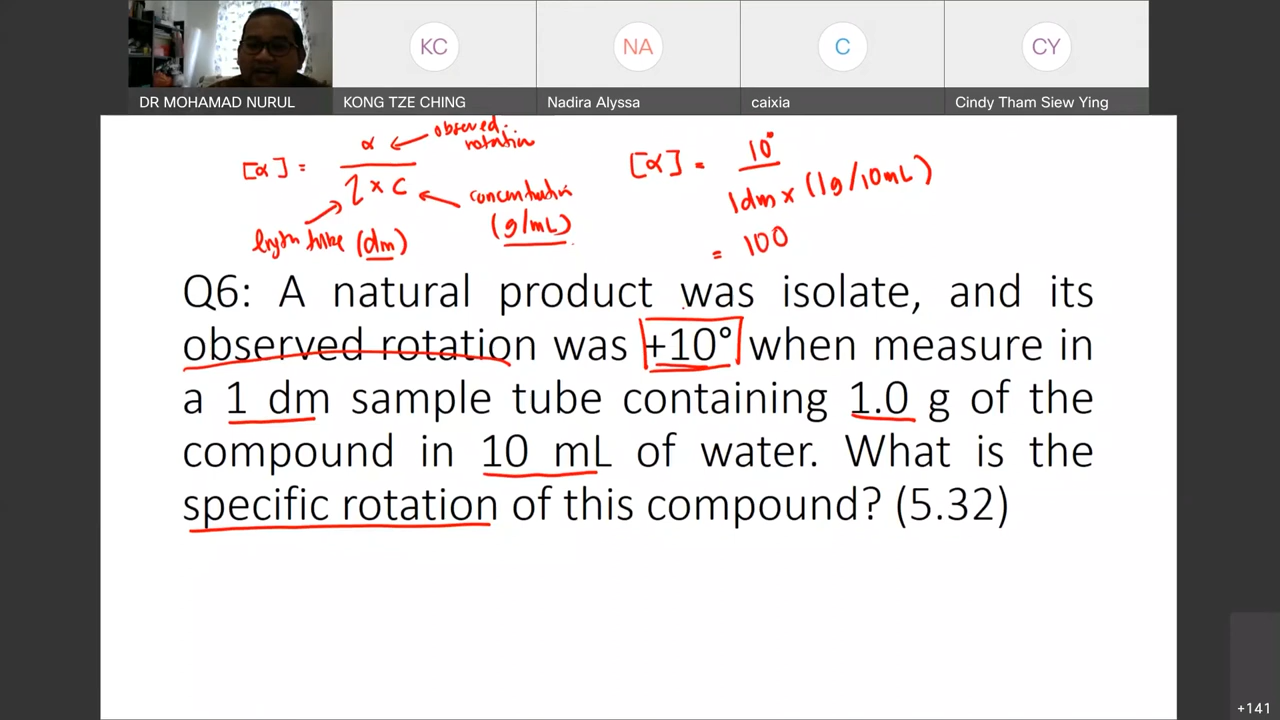 KC
NA
C
CY
DR MOHAMAD NURUL
KONG TZE CHING
Nadira Alyssa
caixia
Cindy Tham Siew Ying
[α] = α / l × c
observed
rotation
concentration
(g/mL)
tube (dm)
[α] = 10° / 1dm × (1g/10mL)
= 100
Q6: A natural product was isolate, and its
observed rotation was +10° when measure in
a 1 dm sample tube containing 1.0 g of the
compound in 10 mL of water. What is the
specific rotation of this compound? (5.32)
+141